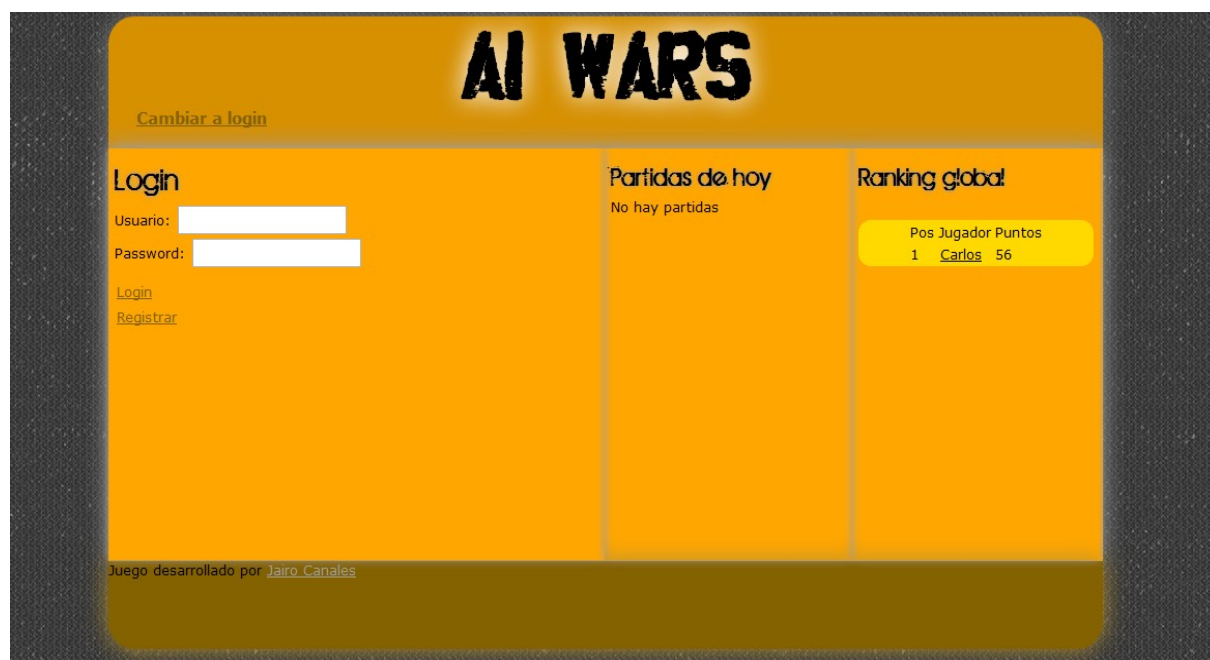 AI WARS
Cambiar a login
Login
Usuario:
Password:
Login
Registrar
Partidas de hoy
No hay partidas
Ranking global
Pos Jugador Puntos
1 Carlos 56
Juego desarrollado por Jairo Canales